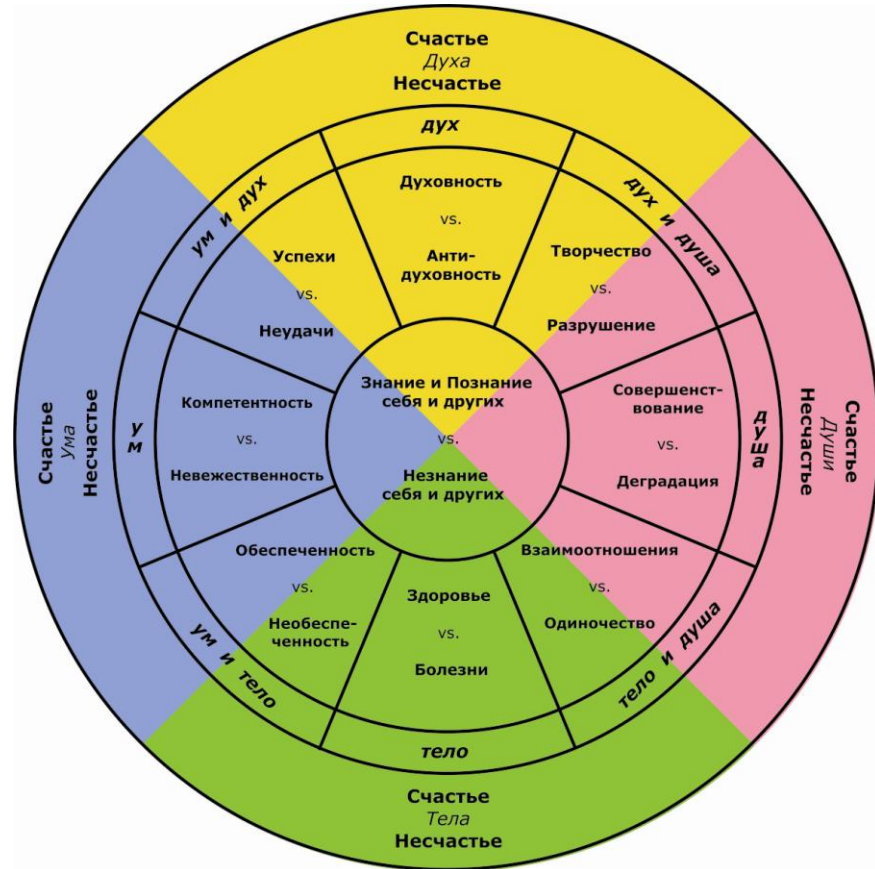 Счастье
Духа
Несчастье
дух
ум и дух
дух и душа
Духовность
vs.
Анти-
духовность
Успехи
vs.
Неудачи
Творчество
vs.
Разрушение
Знание и Познание
себя и других
vs.
Незнание
себя и других
Счастье
Ума
Несчастье
ум
Компетентность
vs.
Невежественность
Совершенст-
вование
vs.
Деградация
душа
Счастье
Души
Несчастье
Обеспеченность
vs.
Необеспе-
ченность
Здоровье
vs.
Болезни
Взаимоотношения
vs.
Одиночество
ум и тело
тело
тело и душа
Счастье
Тела
Несчастье